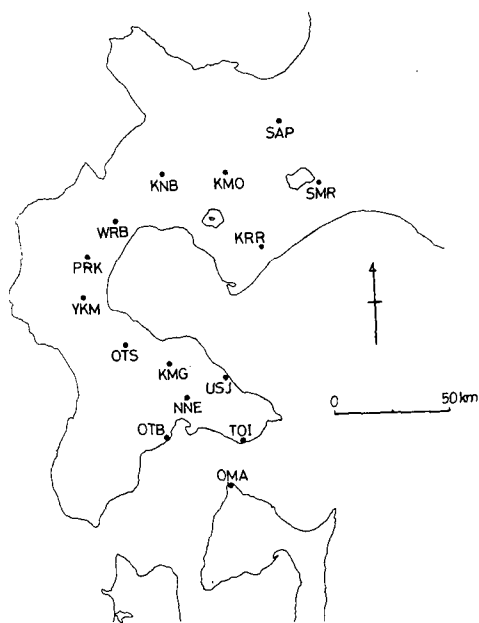 SAP
KNB
KMO
SMR
WRB
KRR
PRK
YKM
OTS
KMG
USJ
NNE
OTB
TOI
OMA
0 50 km